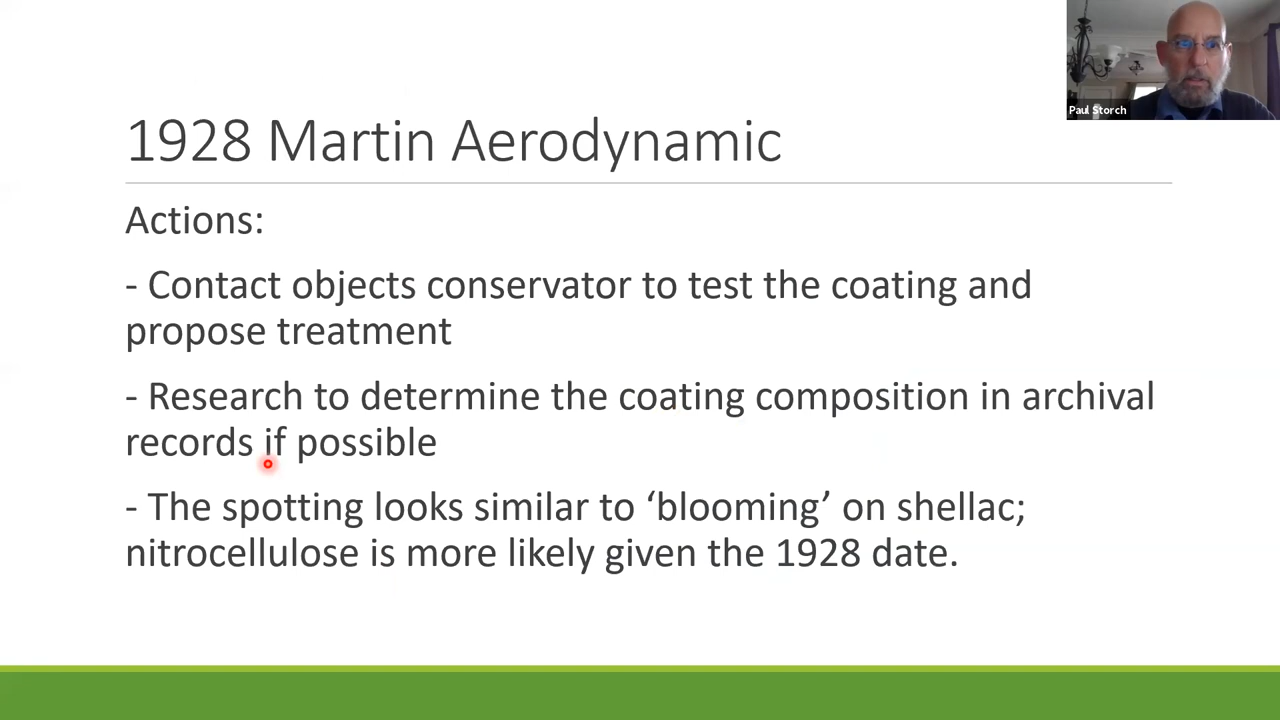 Paul Storch
1928 Martin Aerodynamic
Actions:
- Contact objects conservator to test the coating and
propose treatment
- Research to determine the coating composition in archival
records if possible
- The spotting looks similar to ‘blooming’ on shellac;
nitrocellulose is more likely given the 1928 date.